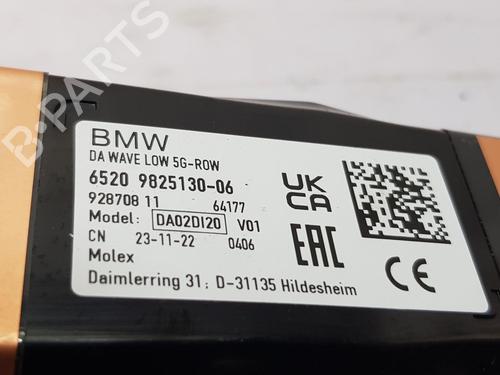 B-PARTS
BMW
DA WAVE LOW 5G-ROW
6520 9825130-06
928708 11 64177
Model: DA02DI20 V01
CN 23-11-22 0406
Molex
Daimlerring 31; D-31135 Hildesheim
UK
CA
EAC
CE